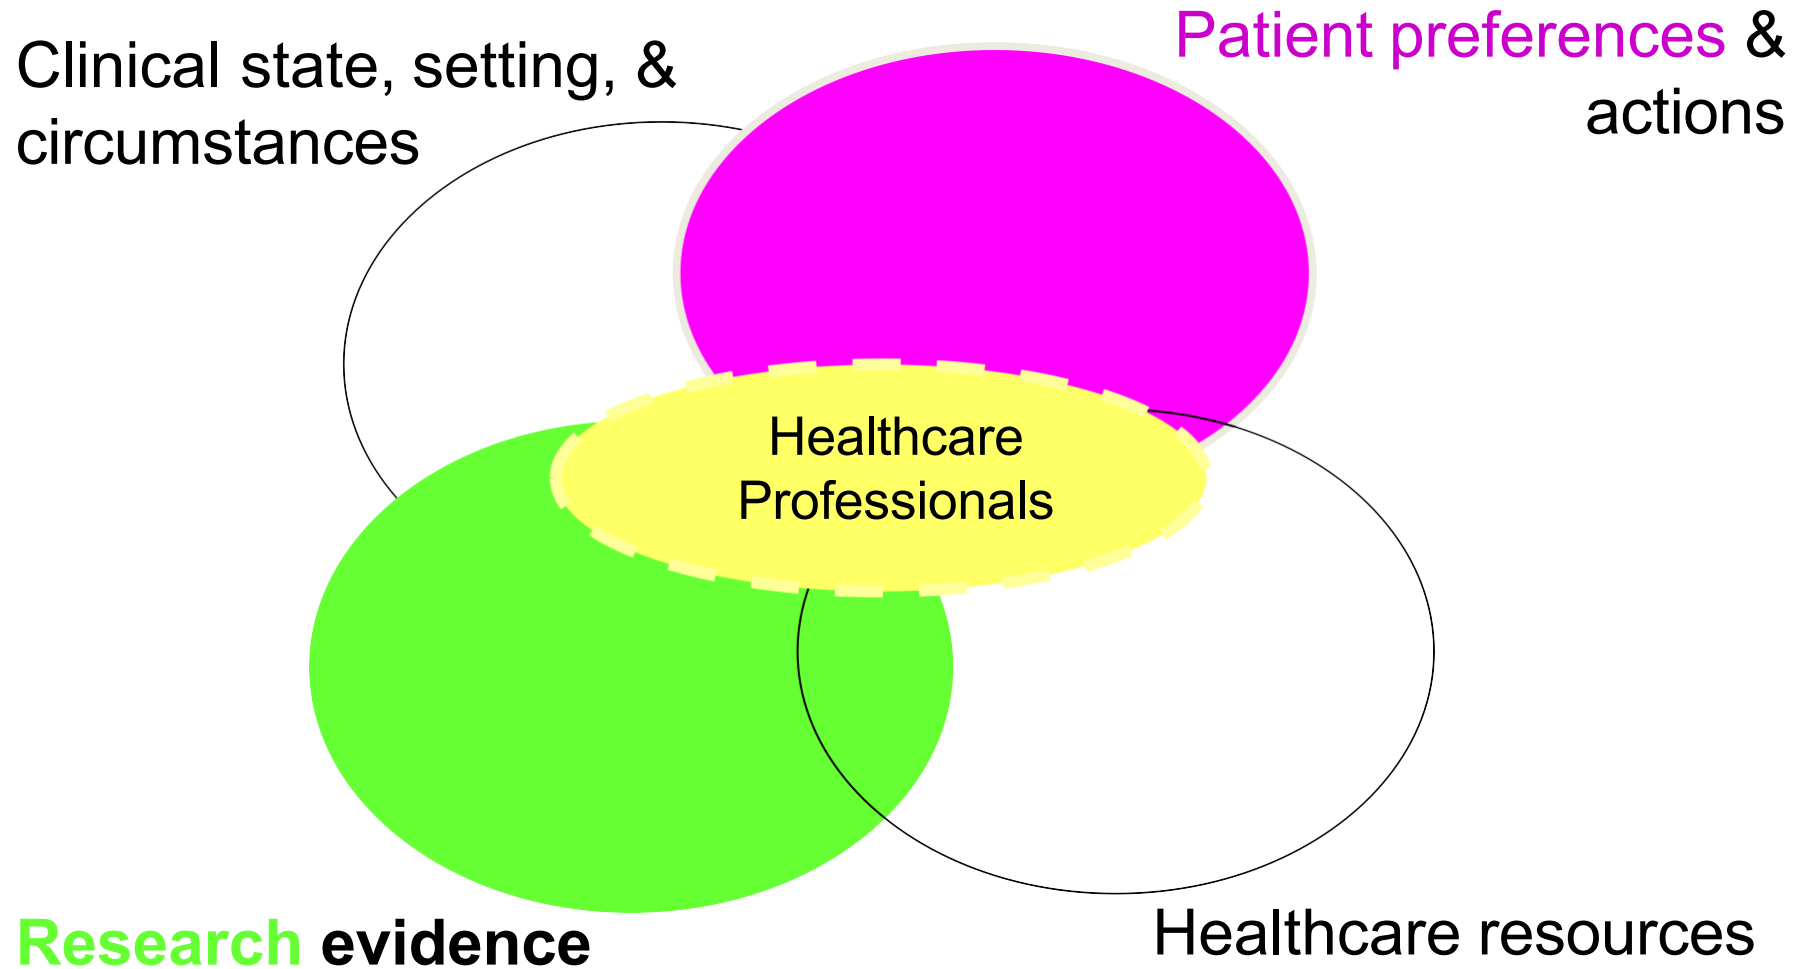 Clinical state, setting, &
circumstances
Patient preferences &
actions
Healthcare
Professionals
Research evidence
Healthcare resources